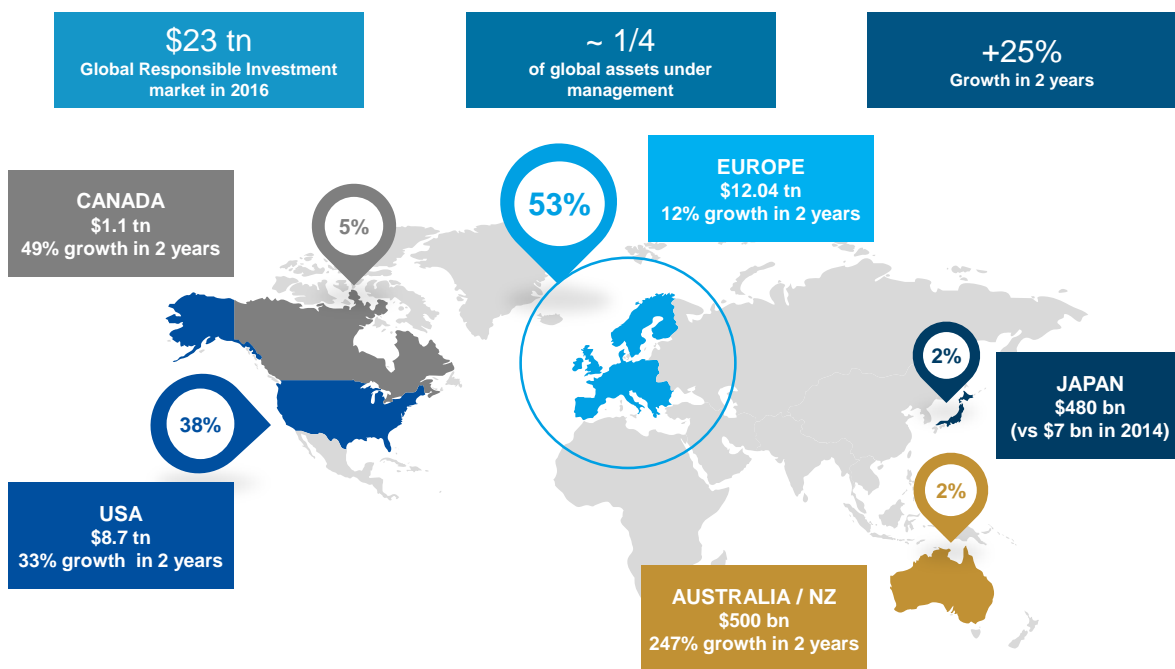 $23 tn
Global Responsible Investment
market in 2016
~ 1/4
of global assets under
management
+25%
Growth in 2 years
CANADA
$1.1 tn
49% growth in 2 years
5%
53%
EUROPE
$12.04 tn
12% growth in 2 years
38%
USA
$8.7 tn
33% growth  in 2 years
2%
JAPAN
$480 bn
(vs $7 bn in 2014)
2%
AUSTRALIA / NZ
$500 bn
247% growth in 2 years